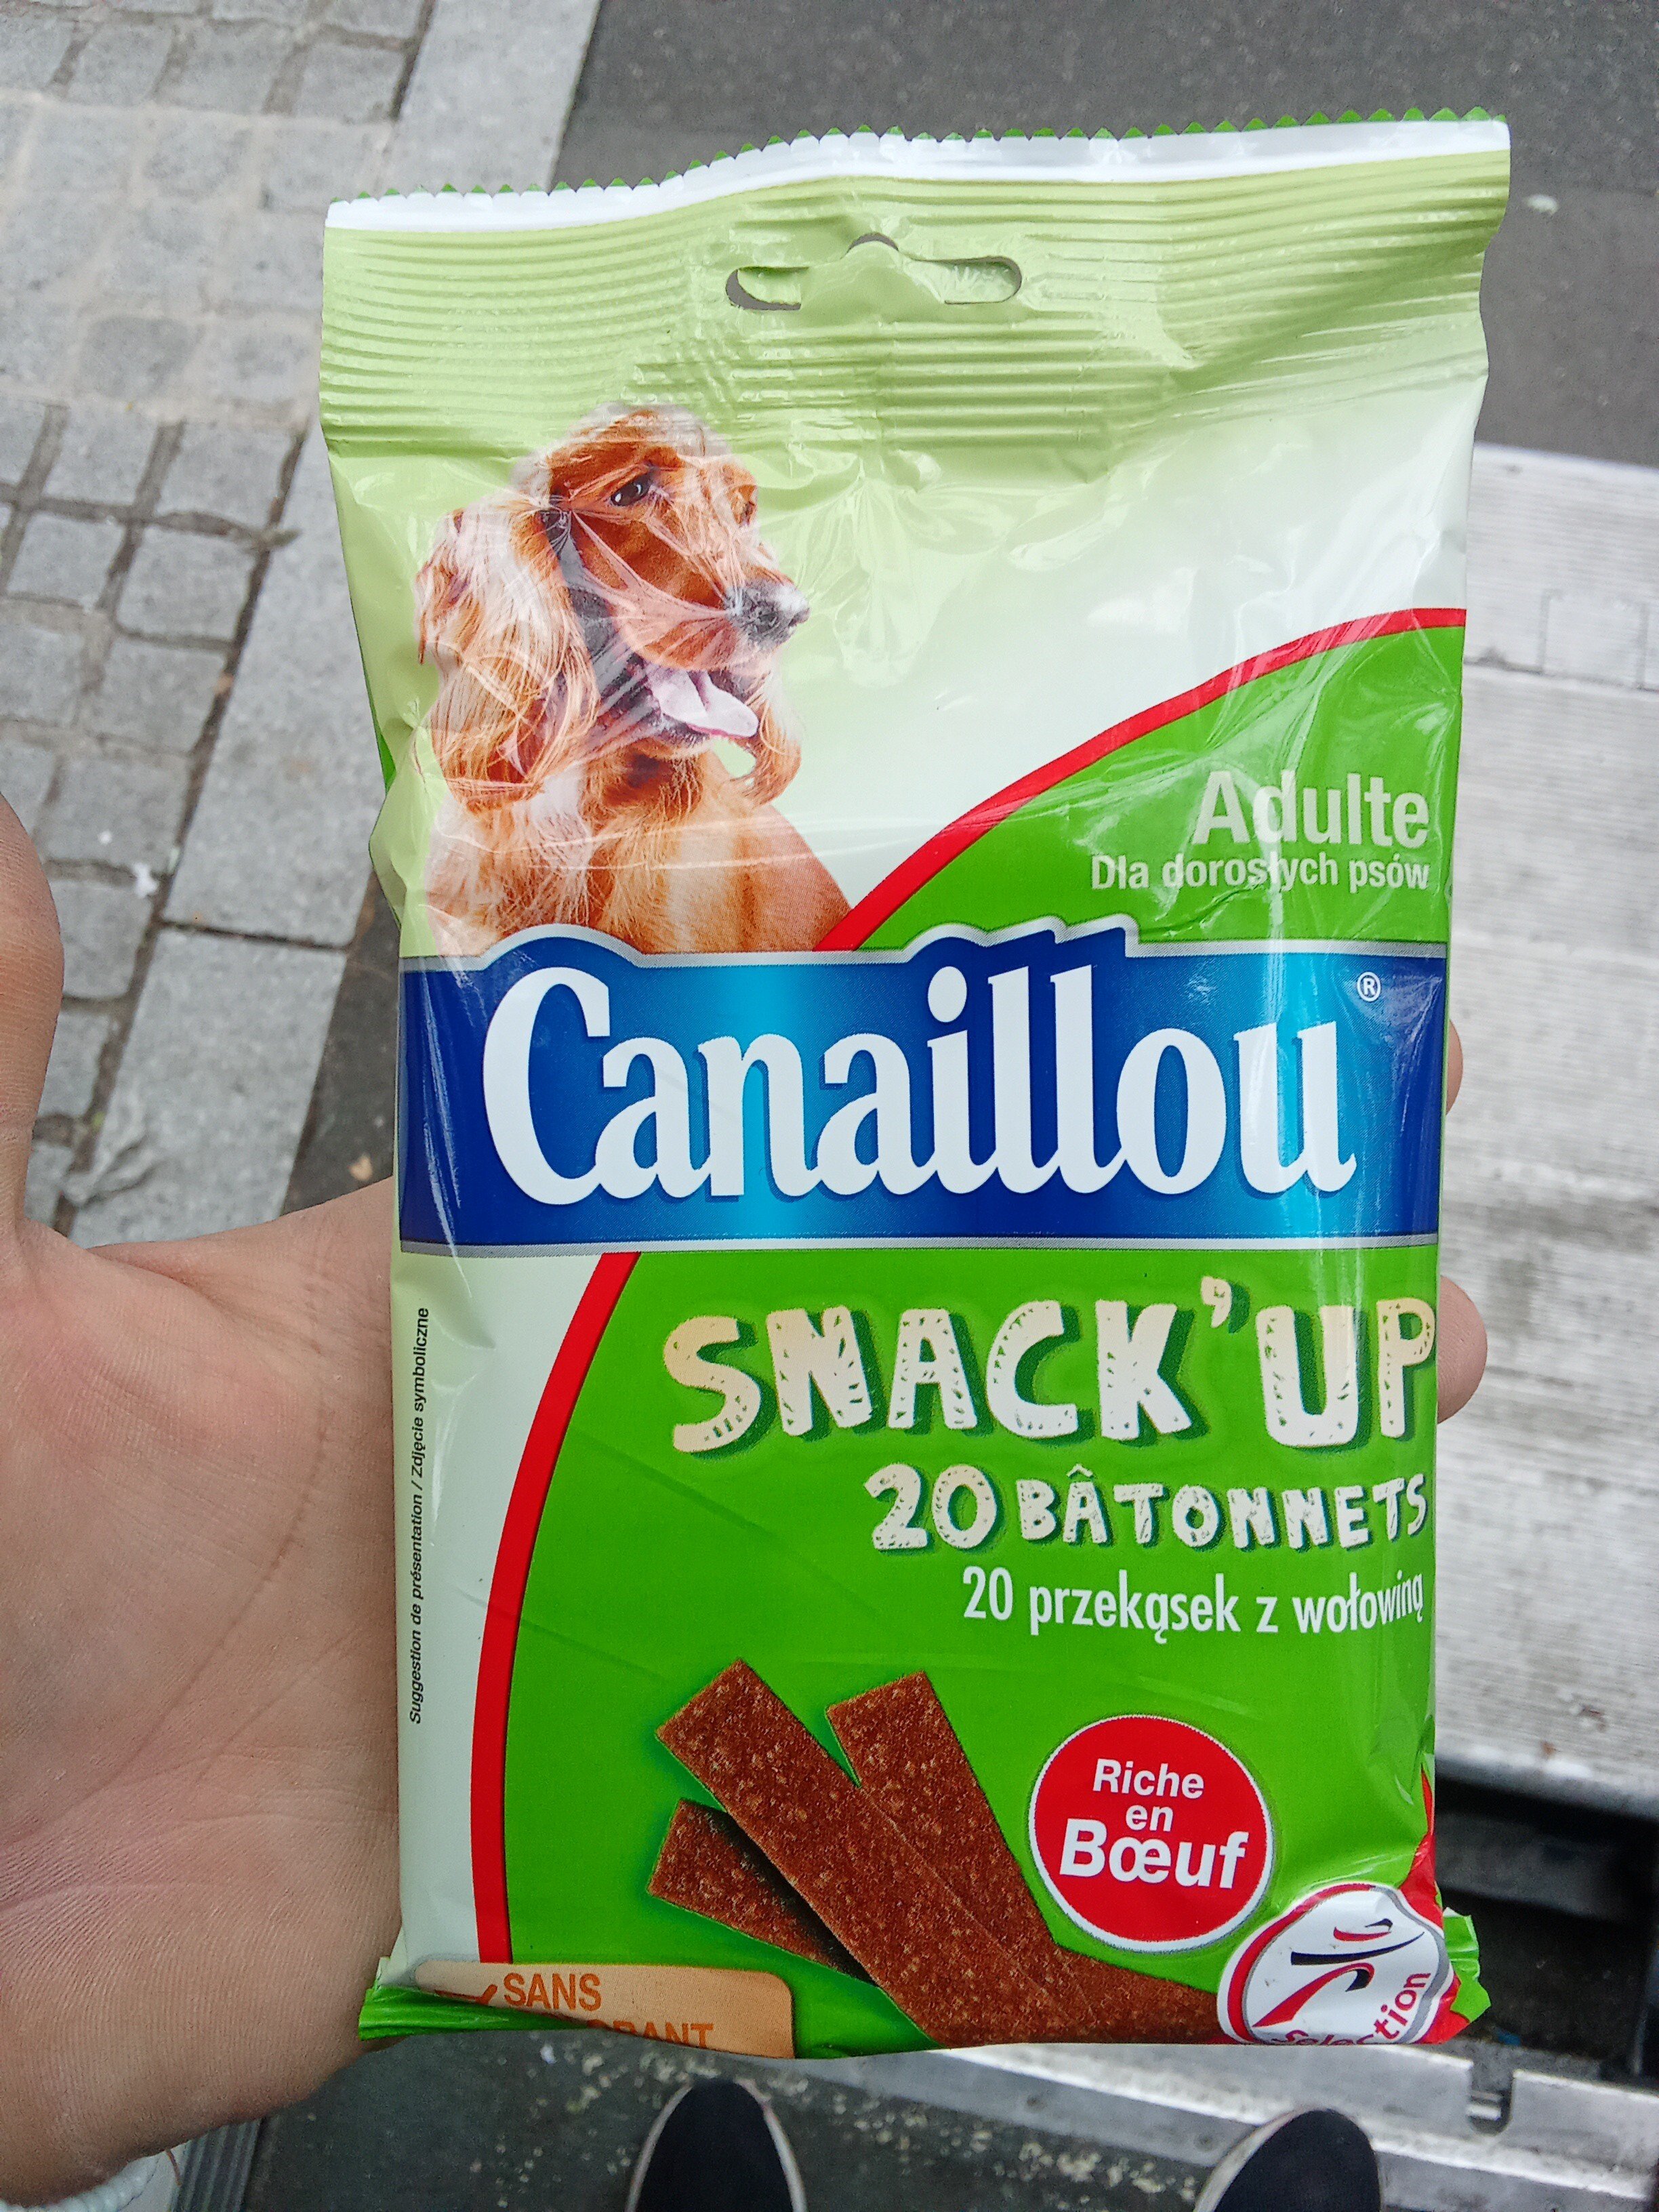 Adulte
Dla dorosłych psów
Canaillou®
SNACK'UP
20 BÂTONNETS
20 przekąsek z wołowiną
Suggestion de présentation / Zdjęcie symboliczne
Riche
en
Bœuf
SANS
Selection